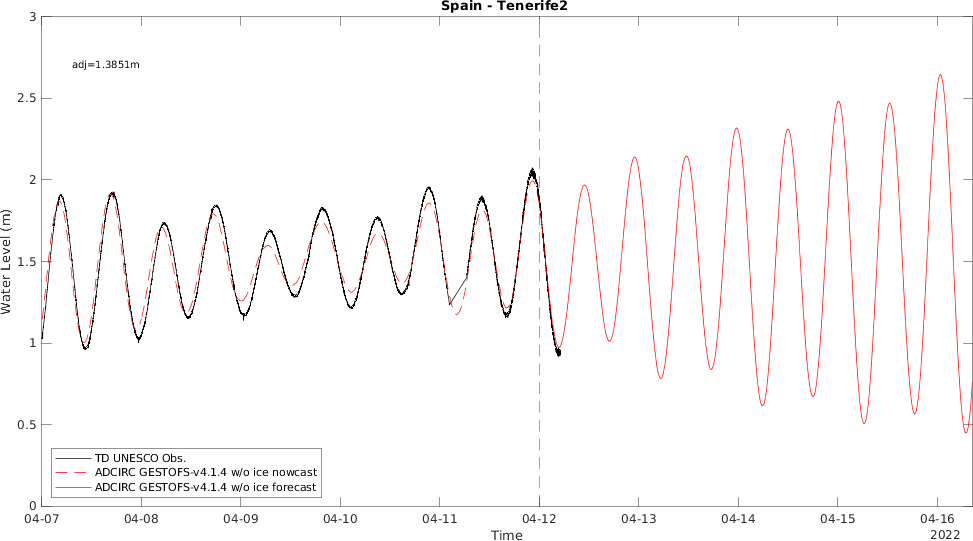 Spain - Tenerife2
adj=1.3851m
Water Level (m)
3
2.5
2
1.5
1
0.5
0
TD UNESCO Obs.
ADCIRC GESTOFS-v4.1.4 w/o ice nowcast
ADCIRC GESTOFS-v4.1.4 w/o ice forecast
04-07 04-08 04-09 04-10 04-11 04-12 04-13 04-14 04-15 04-16
Time
2022